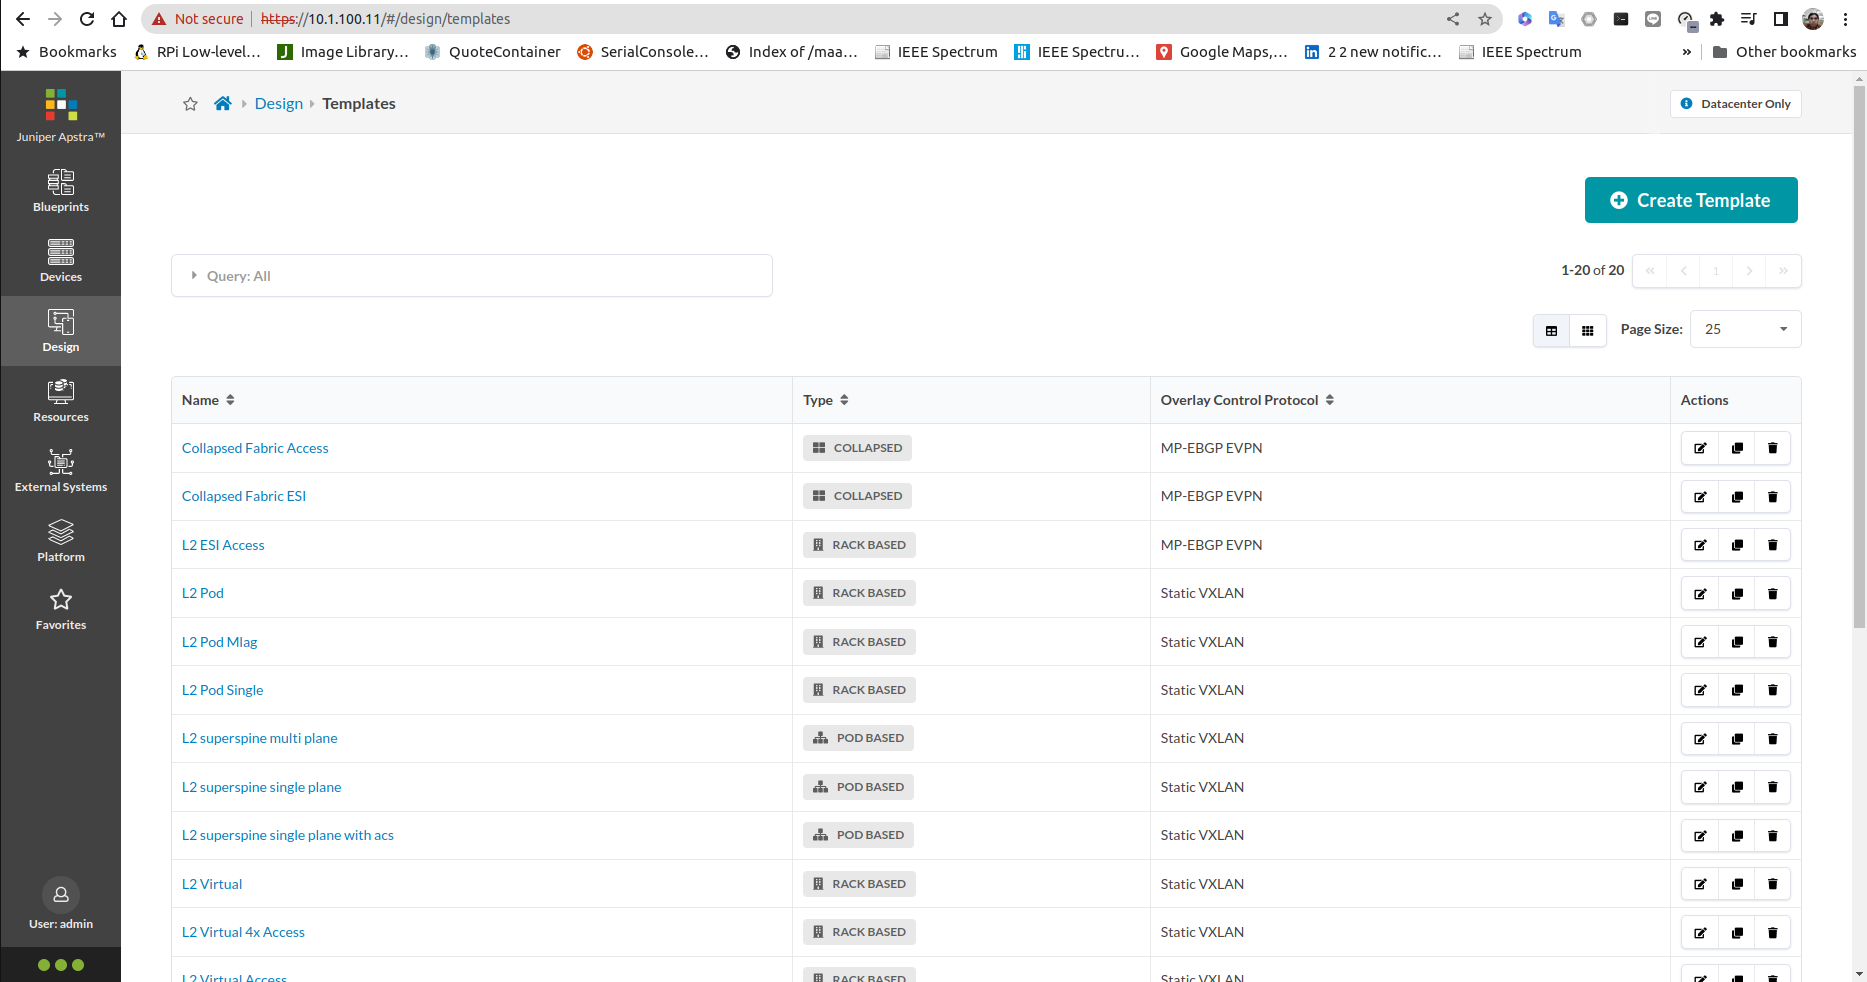 Not secure https://10.1.100.11/#/design/templates
Bookmarks RPi Low-level... Image Library... QuoteContainer SerialConsole... Index of /maa... IEEE Spectrum IEEE Spectru... Google Maps,... 2 2 new notific... IEEE Spectrum » Other bookmarks
Juniper Apstra™
Blueprints
Devices
Design
Resources
External Systems
Platform
Favorites
User: admin
Design Templates
Datacenter Only
Create Template
Query: All
1-20 of 20 « < 1 > »
Page Size: 25
Name Type Overlay Control Protocol Actions
Collapsed Fabric Access COLLAPSED MP-EBGP EVPN
Collapsed Fabric ESI COLLAPSED MP-EBGP EVPN
L2 ESI Access RACK BASED MP-EBGP EVPN
L2 Pod RACK BASED Static VXLAN
L2 Pod Mlag RACK BASED Static VXLAN
L2 Pod Single RACK BASED Static VXLAN
L2 superspine multi plane POD BASED Static VXLAN
L2 superspine single plane POD BASED Static VXLAN
L2 superspine single plane with acs POD BASED Static VXLAN
L2 Virtual RACK BASED Static VXLAN
L2 Virtual 4x Access RACK BASED Static VXLAN
L2 Virtual Access RACK BASED Static VXLAN